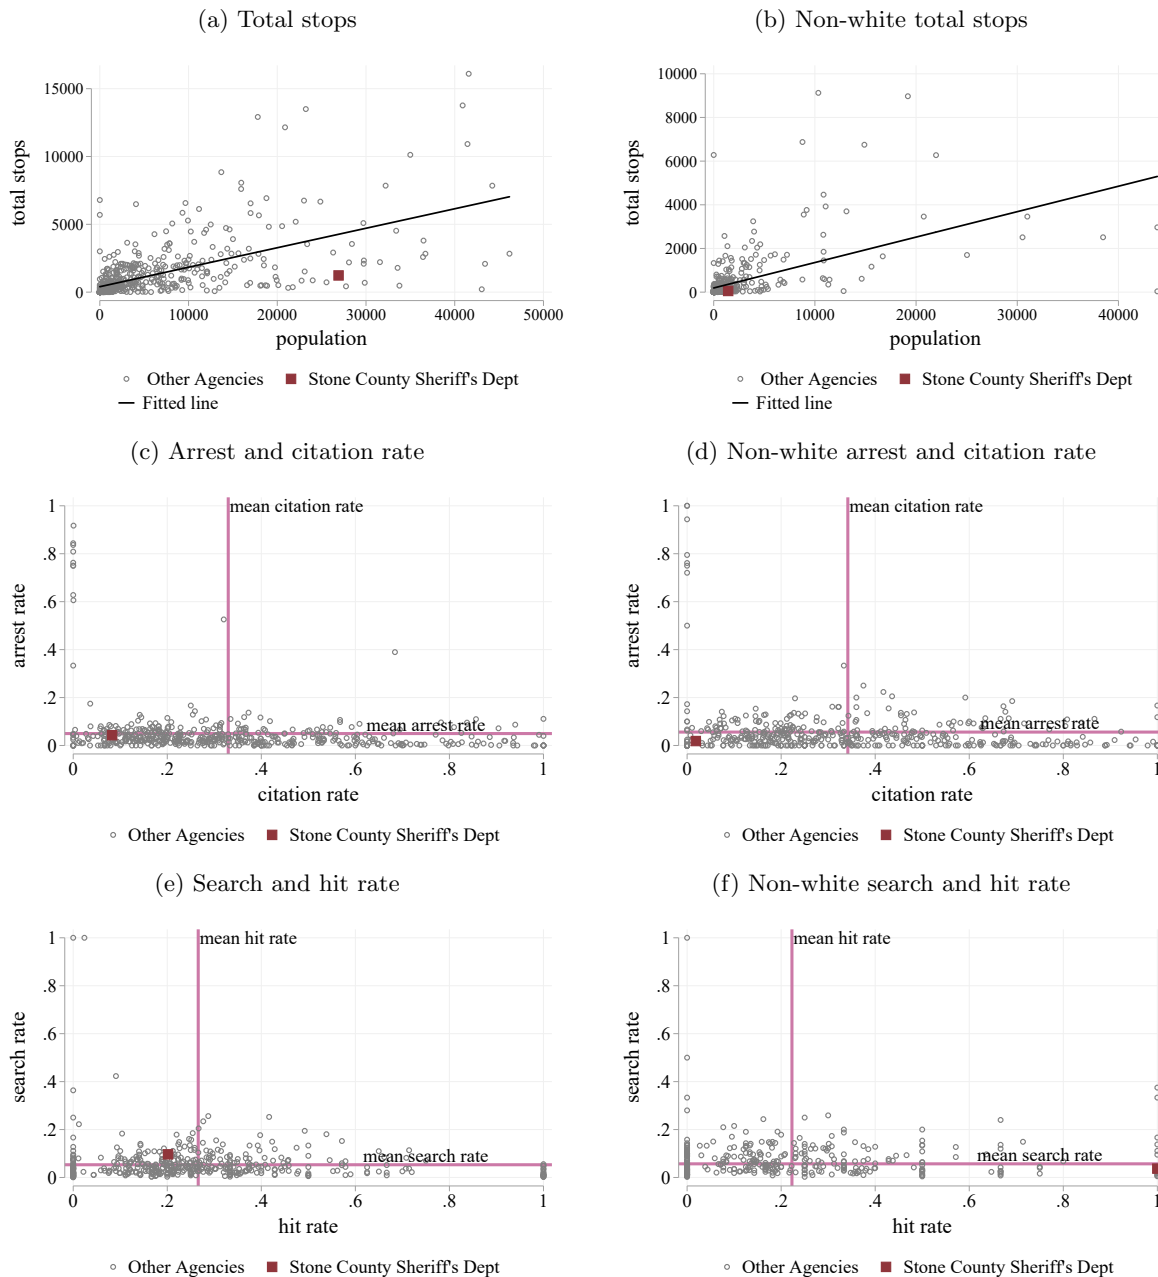 (a) Total stops
total stops
15000
10000
5000
0
0 10000 20000 30000 40000 50000
population
Other Agencies Stone County Sheriff's Dept
Fitted line
(b) Non-white total stops
total stops
10000
8000
6000
4000
2000
0
0 10000 20000 30000 40000
population
Other Agencies Stone County Sheriff's Dept
Fitted line
(c) Arrest and citation rate
mean citation rate
arrest rate
1
.8
.6
.4
.2
0
mean arrest rate
0 .2 .4 .6 .8 1
citation rate
Other Agencies Stone County Sheriff's Dept
(d) Non-white arrest and citation rate
mean citation rate
arrest rate
1
.8
.6
.4
.2
0
mean arrest rate
0 .2 .4 .6 .8 1
citation rate
Other Agencies Stone County Sheriff's Dept
(e) Search and hit rate
mean hit rate
search rate
1
.8
.6
.4
.2
0
mean search rate
0 .2 .4 .6 .8 1
hit rate
Other Agencies Stone County Sheriff's Dept
(f) Non-white search and hit rate
mean hit rate
search rate
1
.8
.6
.4
.2
0
mean search rate
0 .2 .4 .6 .8 1
hit rate
Other Agencies Stone County Sheriff's Dept